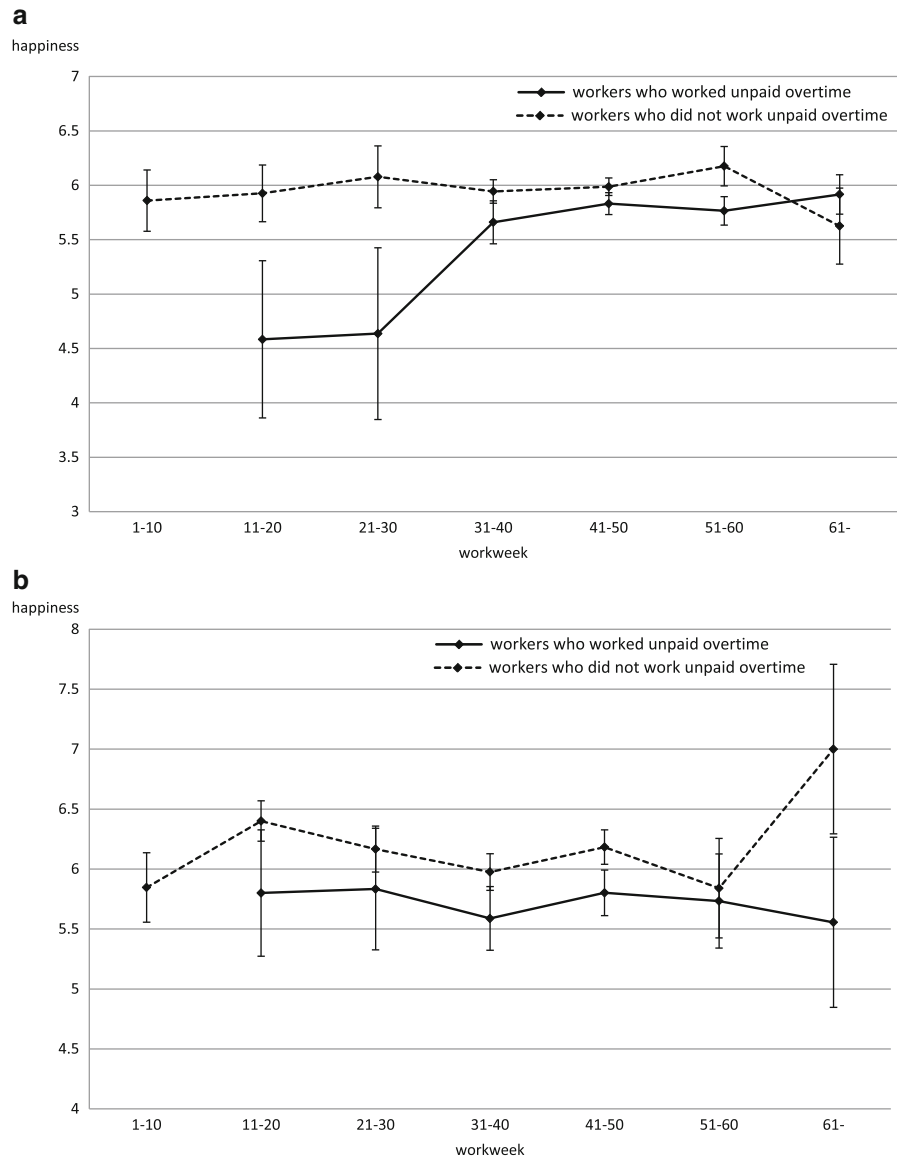 a
happiness
7
workers who worked unpaid overtime
workers who did not work unpaid overtime
6.5
6
5.5
5
4.5
4
3.5
3
1-10 11-20 21-30 31-40 41-50 51-60 61-
workweek
b
happiness
8
workers who worked unpaid overtime
workers who did not work unpaid overtime
7.5
7
6.5
6
5.5
5
4.5
4
1-10 11-20 21-30 31-40 41-50 51-60 61-
workweek